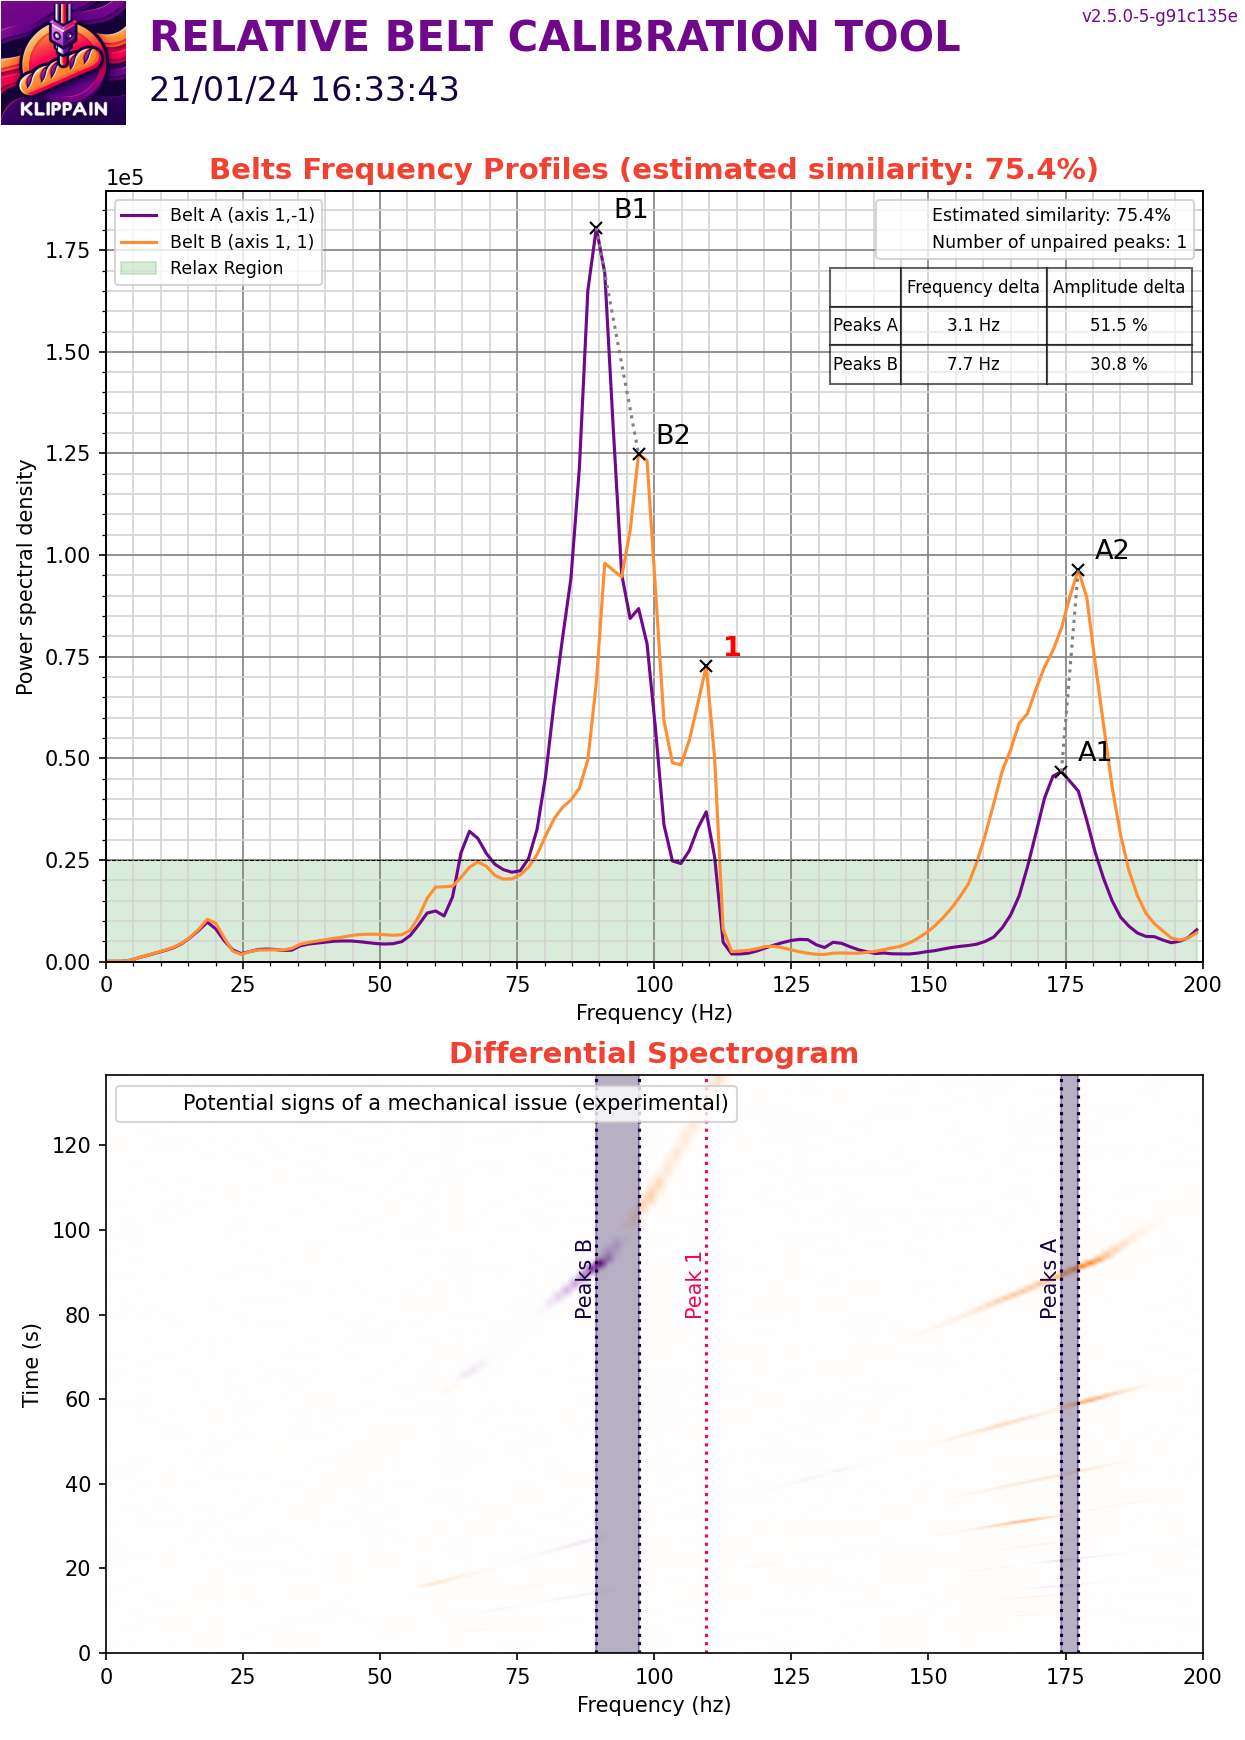 v2.5.0-5-g91c135e
RELATIVE BELT CALIBRATION TOOL
21/01/24 16:33:43
KLIPPAIN
Belts Frequency Profiles (estimated similarity: 75.4%)
1e5
Belt A (axis 1,-1)
Belt B (axis 1, 1)
Relax Region
Estimated similarity: 75.4%
Number of unpaired peaks: 1
Frequency delta Amplitude delta
Peaks A 3.1 Hz 51.5 %
Peaks B 7.7 Hz 30.8 %
B1
B2
A2
1
A1
Power spectral density
1.75
1.50
1.25
1.00
0.75
0.50
0.25
0.00
0 25 50 75 100 125 150 175 200
Frequency (Hz)
Differential Spectrogram
Potential signs of a mechanical issue (experimental)
Peaks B
Peak 1
Peaks A
Time (s)
120
100
80
60
40
20
0
0 25 50 75 100 125 150 175 200
Frequency (hz)